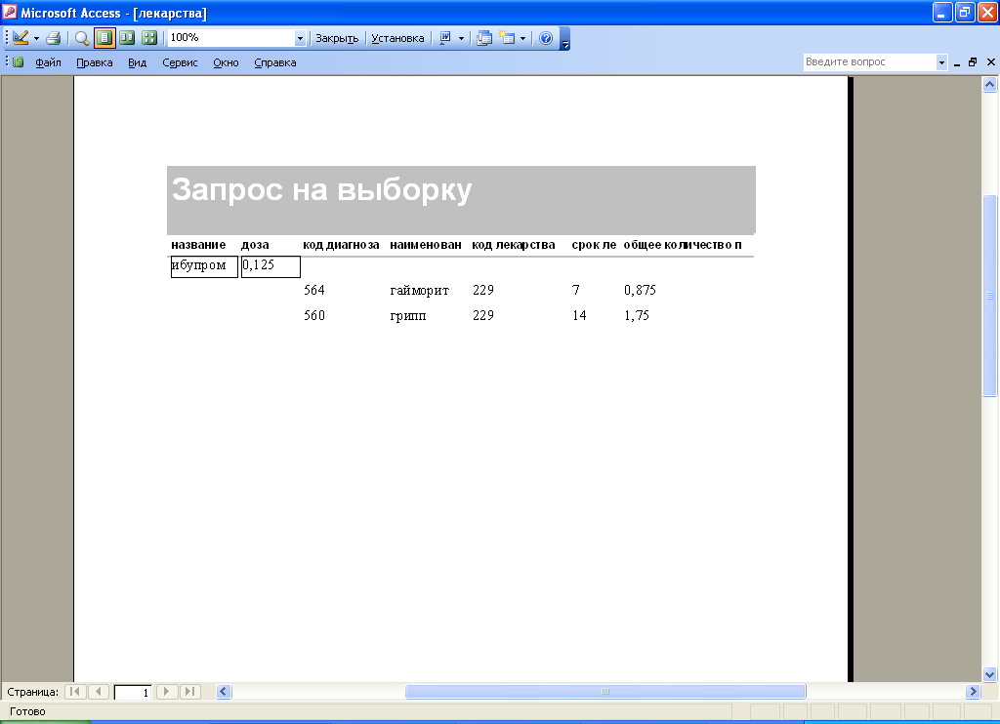 Microsoft Access - [лекарства]
100% Закрыть Установка
Файл Правка Вид Сервис Окно Справка Введите вопрос
Запрос на выборку
название доза код диагноза наименован код лекарства срок ле общее количество п
ибупром 0,125
564 гайморит 229 7 0,875
560 грипп 229 14 1,75
Страница: 1
Готово